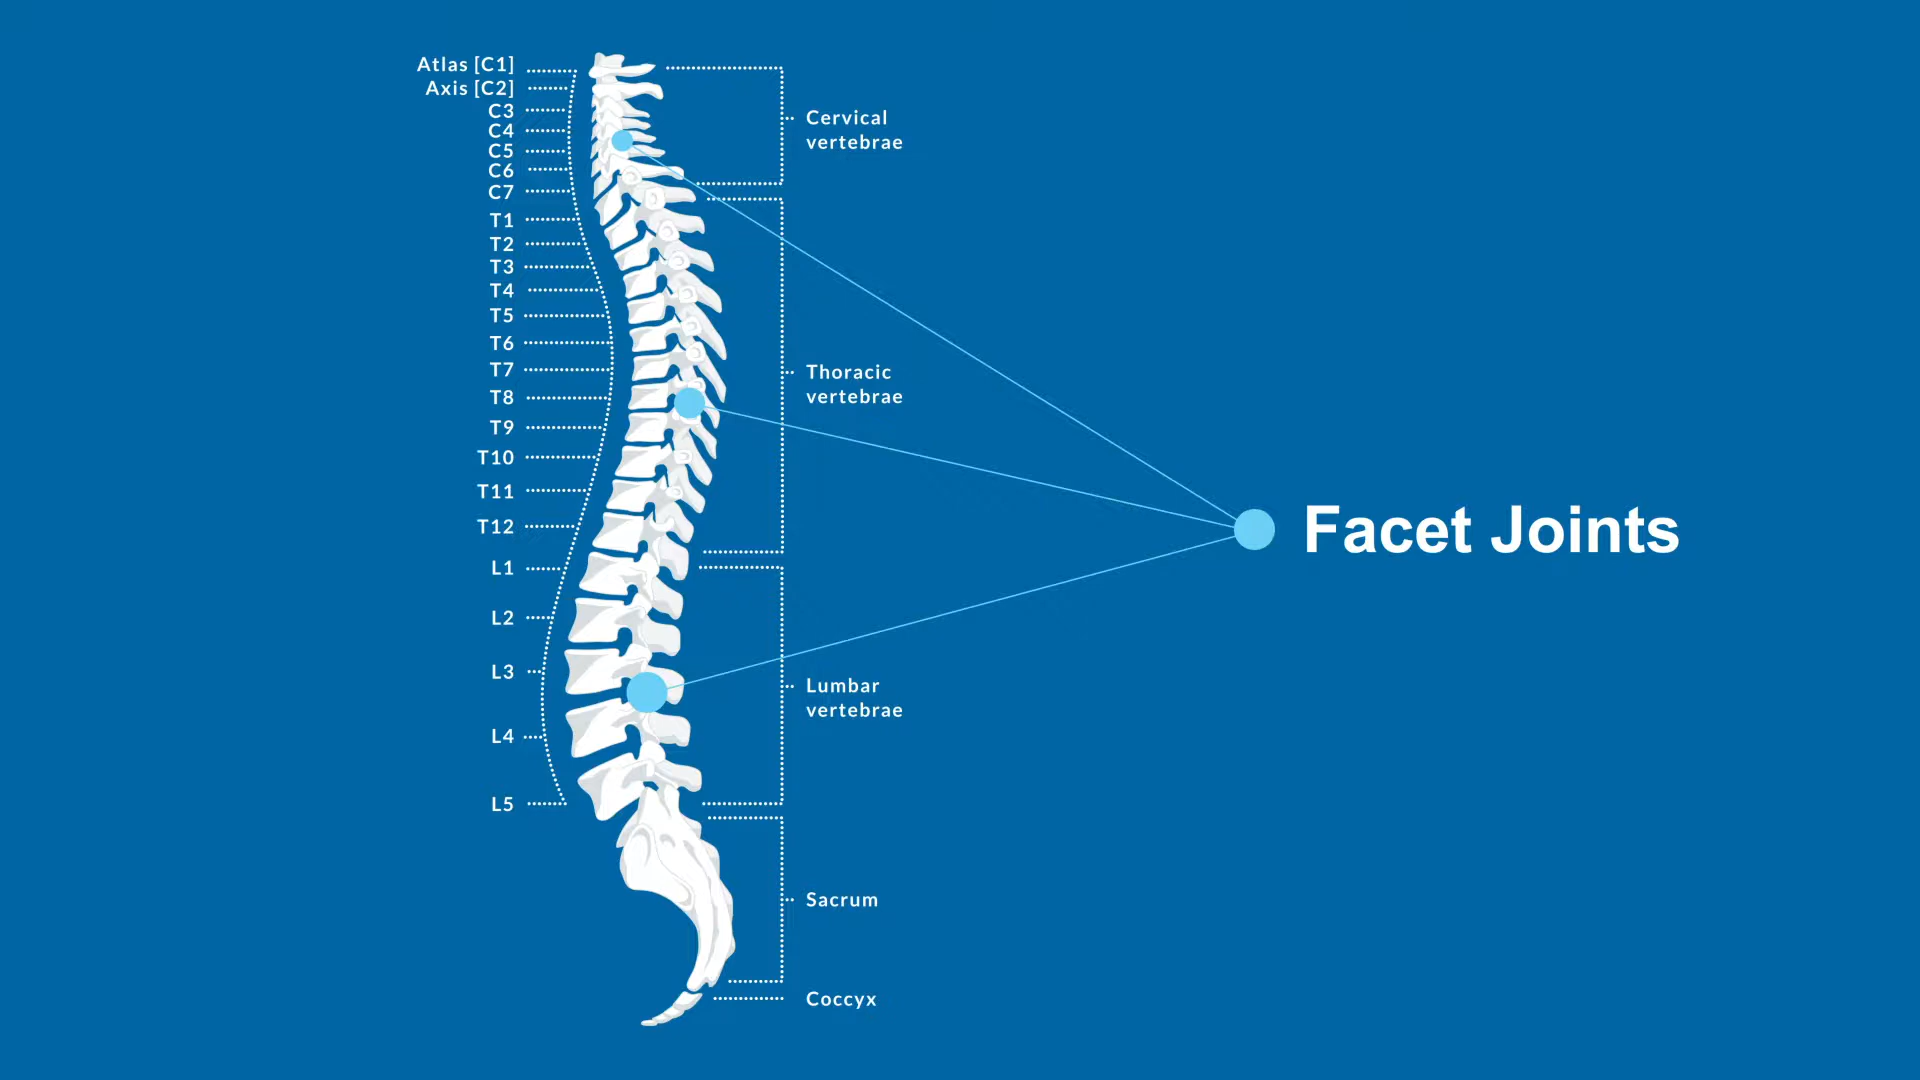 Atlas [C1]
Axis [C2]
C3
C4
C5
C6
C7
T1
T2
T3
T4
T5
T6
T7
T8
T9
T10
T11
T12
L1
L2
L3
L4
L5
Cervical
vertebrae
Thoracic
vertebrae
Lumbar
vertebrae
Sacrum
Coccyx
Facet Joints